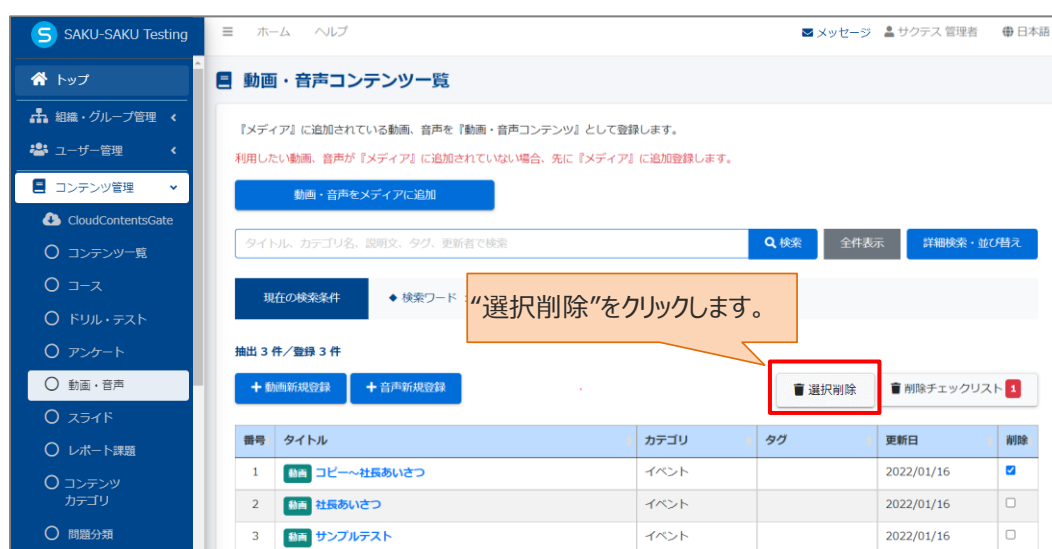 SAKU-SAKU Testing
ホーム ヘルプ
メッセージ サクテス 管理者 日本語
トップ
組織・グループ管理
ユーザー管理
コンテンツ管理
CloudContentsGate
コンテンツ一覧
コース
ドリル・テスト
アンケート
動画・音声
スライド
レポート課題
コンテンツ
カテゴリ
問題分類
動画・音声コンテンツ一覧
『メディア』に追加されている動画、音声を『動画・音声コンテンツ』として登録します。
利用したい動画、音声が『メディア』に追加されていない場合、先に『メディア』に追加登録します。
動画・音声をメディアに追加
タイトル、カテゴリ名、説明文、タグ、更新者で検索 検索 全件表示 詳細検索・並び替え
現在の検索条件 ◆ 検索ワード
“選択削除”をクリックします。
抽出 3 件／登録 3 件
+ 動画新規登録 + 音声新規登録 選択削除 削除チェックリスト 1
番号 タイトル カテゴリ タグ 更新日 削除
1 動画 コピー～社長あいさつ イベント 2022/01/16
2 動画 社長あいさつ イベント 2022/01/16
3 動画 サンプルテスト イベント 2022/01/16